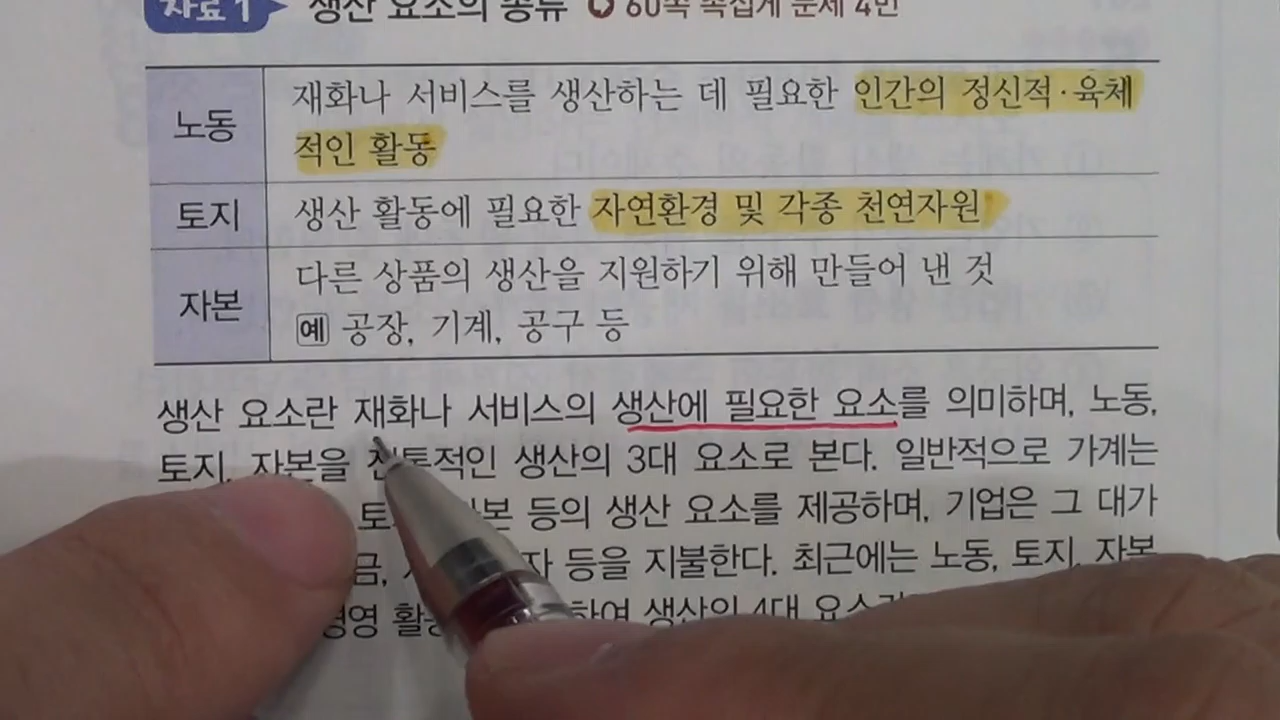 자료 1 생산 요소의 종류 60쪽 족집게 문제 4번
노동
재화나 서비스를 생산하는 데 필요한 인간의 정신적·육체
적인 활동
토지
생산 활동에 필요한 자연환경 및 각종 천연자원
자본
다른 상품의 생산을 지원하기 위해 만들어 낸 것
예 공장, 기계, 공구 등
생산 요소란 재화나 서비스의 생산에 필요한 요소를 의미하며, 노동,
토지, 자본을 전통적인 생산의 3대 요소로 본다. 일반적으로 가계는
등의 생산 요소를 제공하며, 기업은 그 대가
등을 지불한다. 최근에는 노동, 토지, 자본
생산의 4대